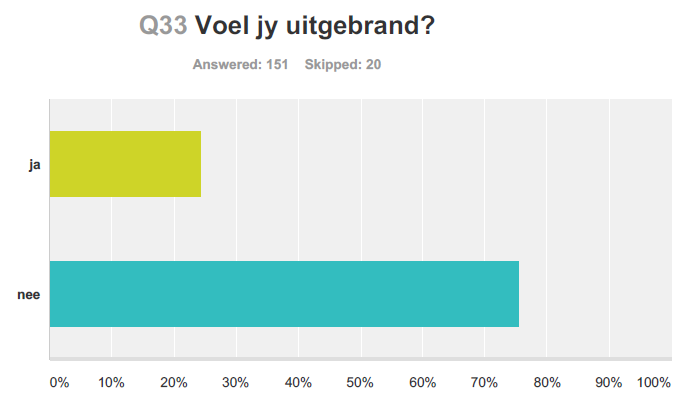 Q33 Voel jy uitgebrand?
Answered: 151 Skipped: 20
ja
nee
0% 10% 20% 30% 40% 50% 60% 70% 80% 90% 100%